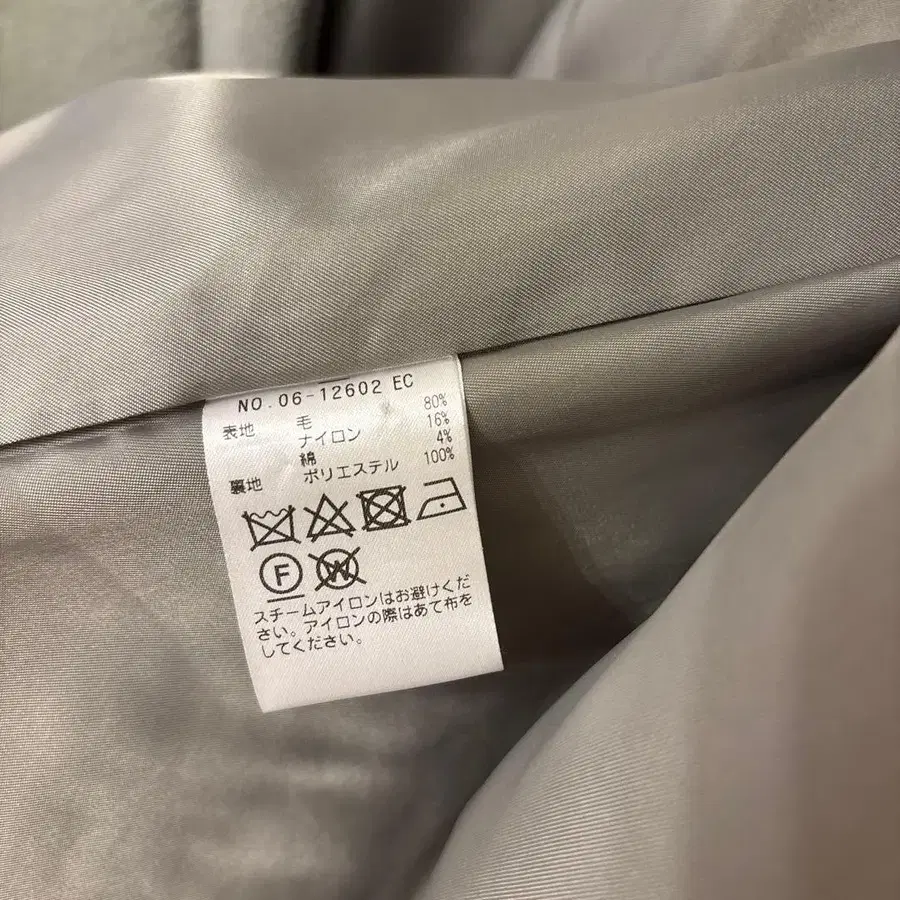 NO.06-12602 EC
表地 毛 80%
ナイロン 16%
綿 4%
裏地 ポリエステル 100%
F W
スチームアイロンはお避けくだ
さい。アイロンの際はあて布を
してください。